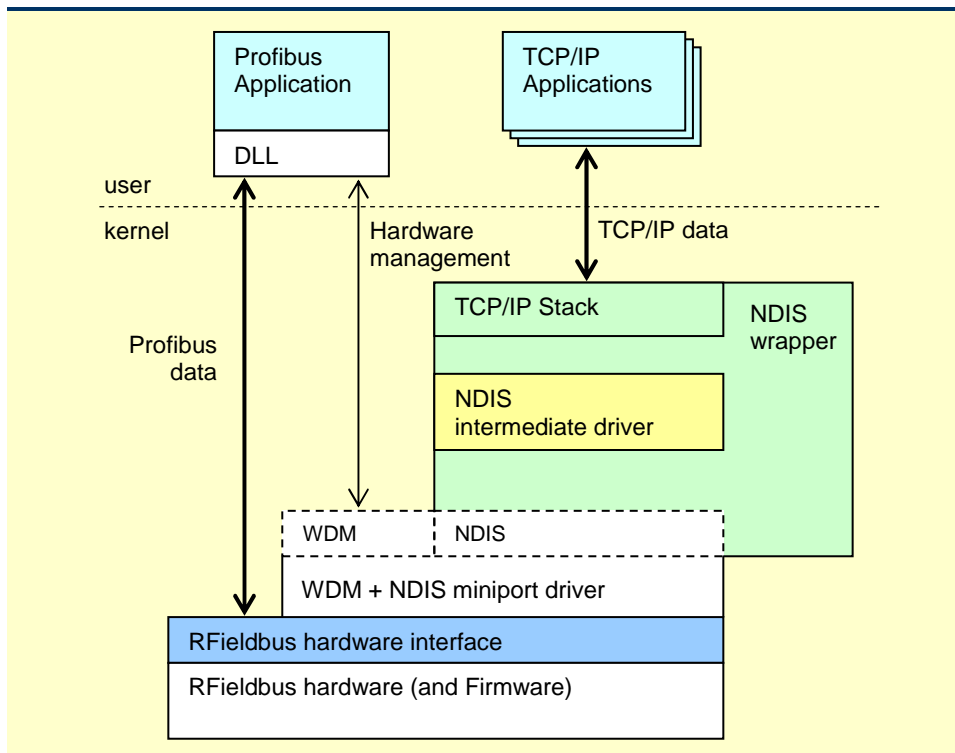 Profibus
Application
TCP/IP
Applications
DLL
user
kernel
Hardware
management
TCP/IP data
TCP/IP Stack
NDIS
wrapper
Profibus
data
NDIS
intermediate driver
WDM
NDIS
WDM + NDIS miniport driver
RFieldbus hardware interface
RFieldbus hardware (and Firmware)